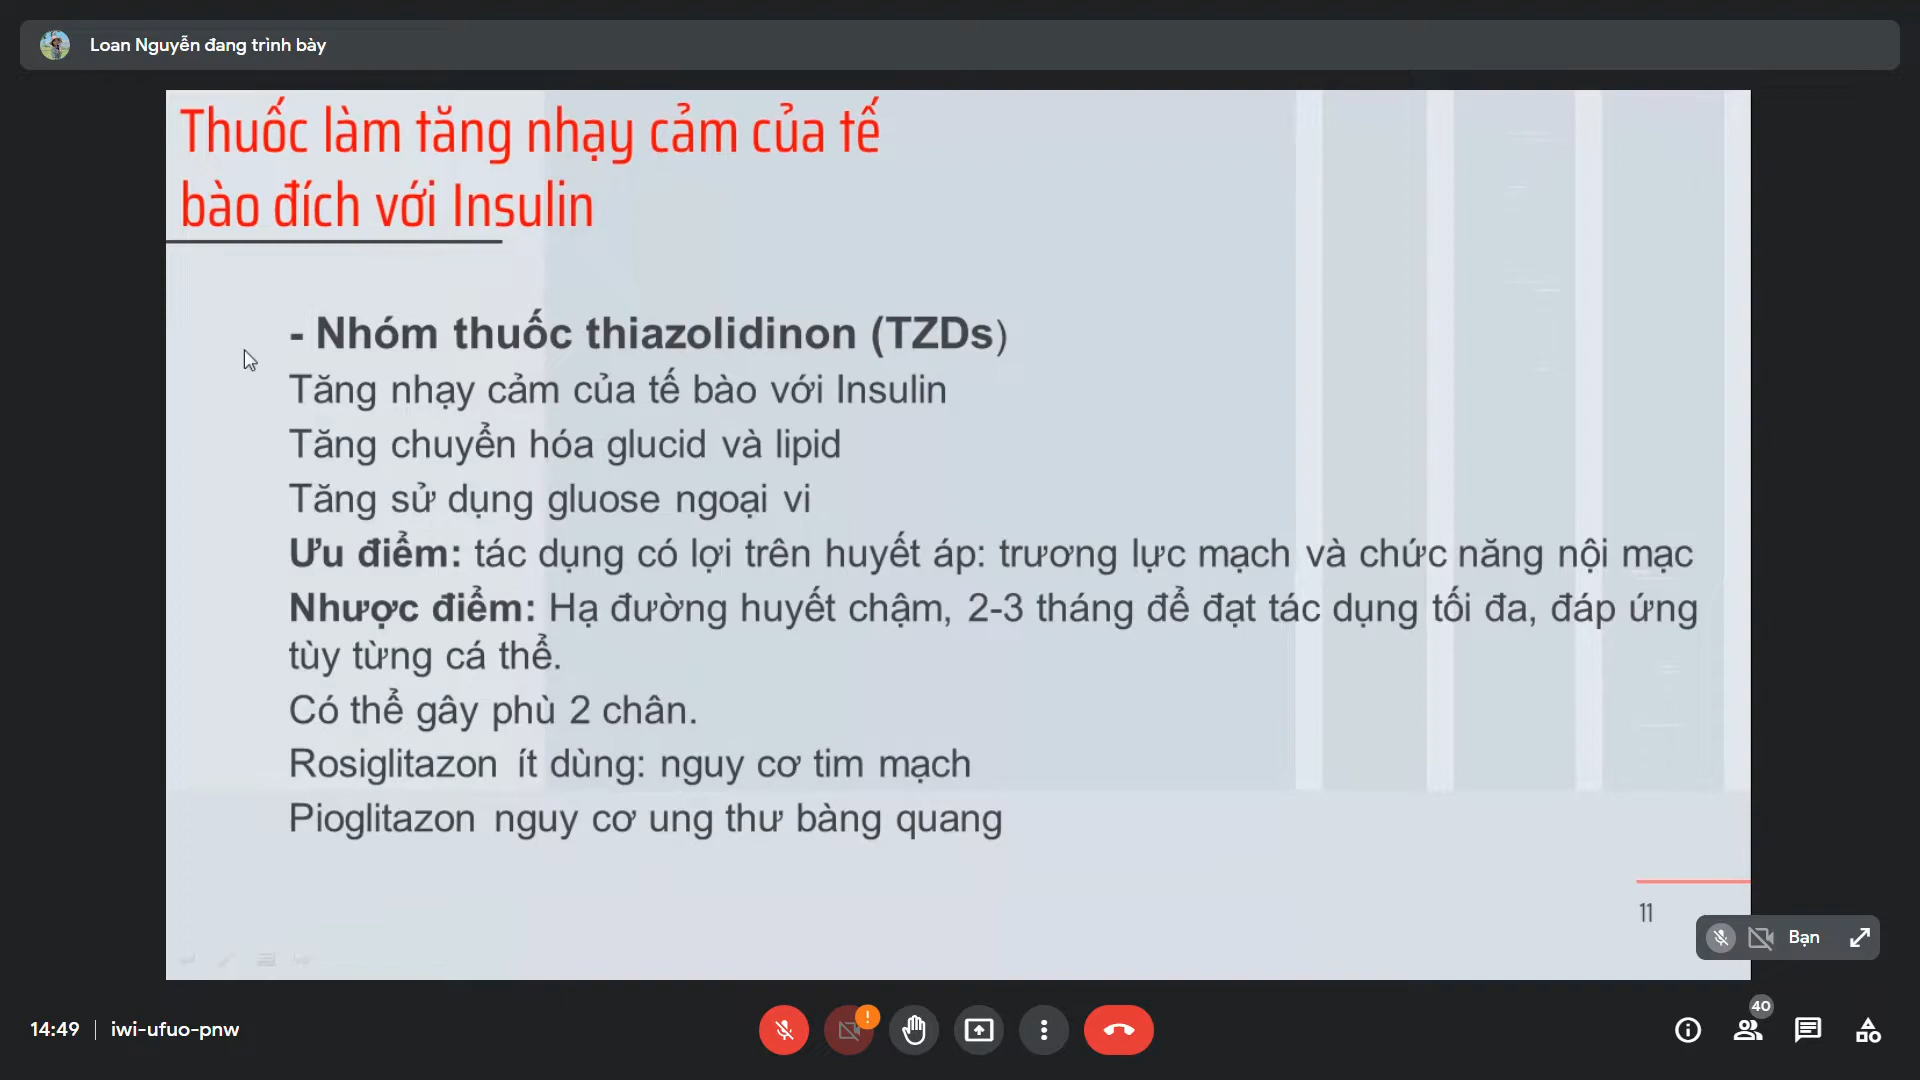 Loan Nguyễn đang trình bày
Thuốc làm tăng nhạy cảm của tế
bào đích với Insulin
- Nhóm thuốc thiazolidinon (TZDs)
Tăng nhạy cảm của tế bào với Insulin
Tăng chuyển hóa glucid và lipid
Tăng sử dụng gluose ngoại vi
Ưu điểm: tác dụng có lợi trên huyết áp: trương lực mạch và chức năng nội mạc
Nhược điểm: Hạ đường huyết chậm, 2-3 tháng để đạt tác dụng tối đa, đáp ứng
tùy từng cá thể.
Có thể gây phù 2 chân.
Rosiglitazon ít dùng: nguy cơ tim mạch
Pioglitazon nguy cơ ung thư bàng quang
11
Bạn
14:49 | iwi-ufuo-pnw
40